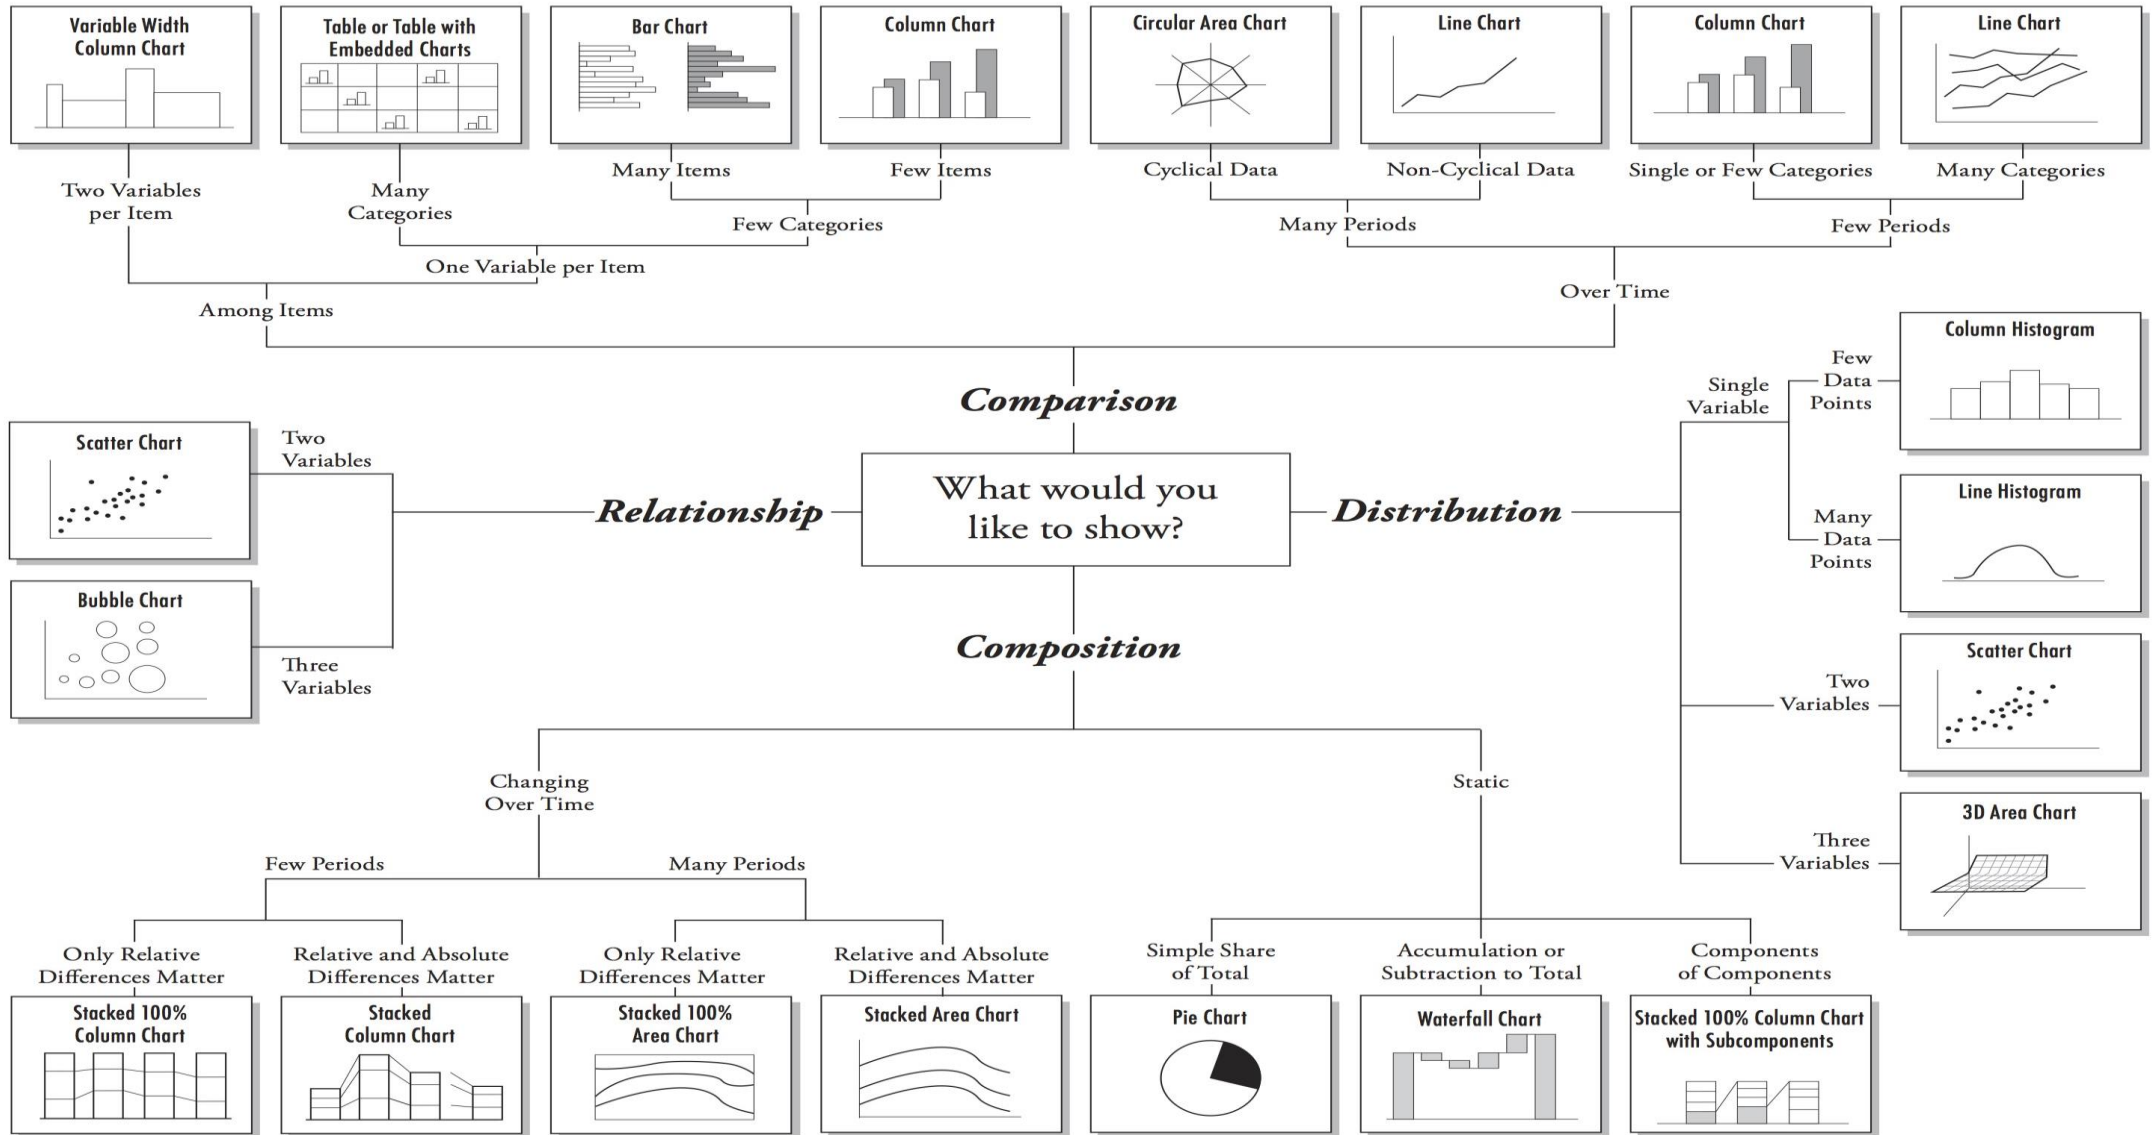 Variable Width
Column Chart
Table or Table with
Embedded Charts
Bar Chart
Column Chart
Circular Area Chart
Line Chart
Column Chart
Line Chart
Two Variables
per Item
Many
Categories
Many Items
Few Items
Cyclical Data
Non-Cyclical Data
Single or Few Categories
Many Categories
Few Categories
Many Periods
Few Periods
One Variable per Item
Among Items
Over Time
Comparison
What would you
like to show?
Relationship
Two
Variables
Scatter Chart
Three
Variables
Bubble Chart
Distribution
Single
Variable
Few
Data
Points
Column Histogram
Many
Data
Points
Line Histogram
Two
Variables
Scatter Chart
Three
Variables
3D Area Chart
Composition
Changing
Over Time
Static
Few Periods
Many Periods
Only Relative
Differences Matter
Relative and Absolute
Differences Matter
Only Relative
Differences Matter
Relative and Absolute
Differences Matter
Simple Share
of Total
Accumulation or
Subtraction to Total
Components
of Components
Stacked 100%
Column Chart
Stacked
Column Chart
Stacked 100%
Area Chart
Stacked Area Chart
Pie Chart
Waterfall Chart
Stacked 100% Column Chart
with Subcomponents